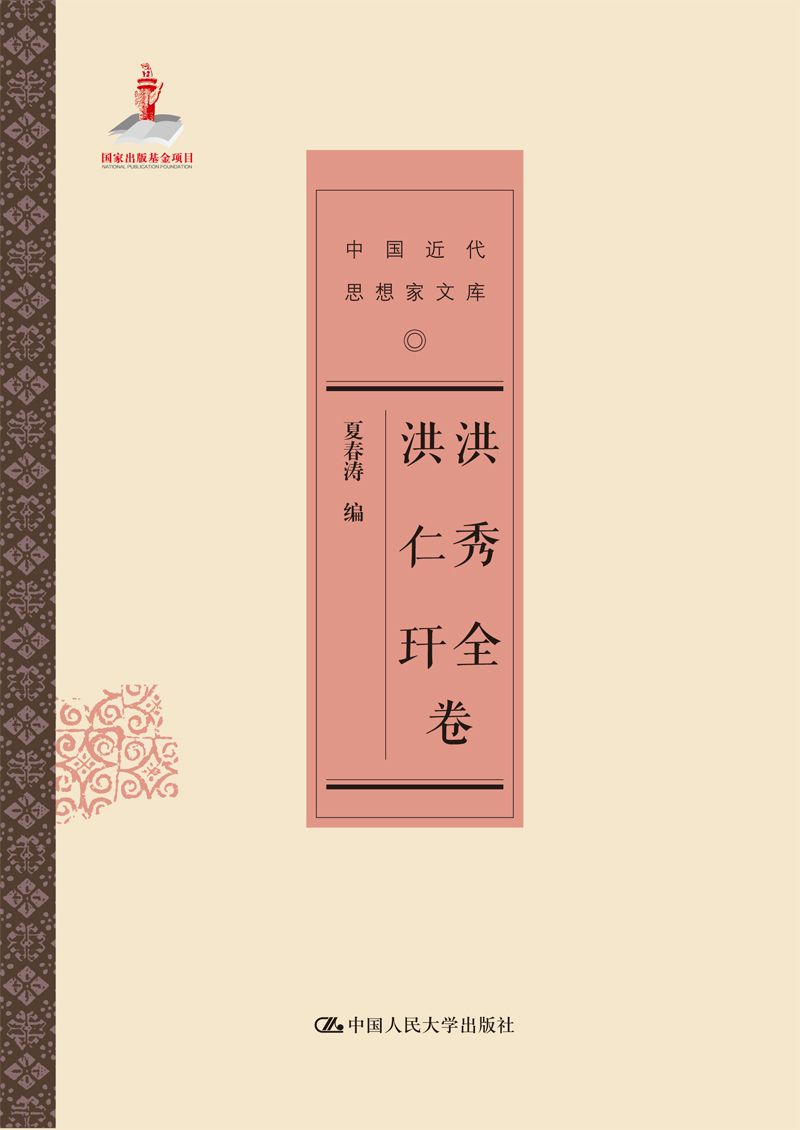 国家出版基金项目
NATIONAL PUBLICATION FOUNDATION
中国近代
思想家文库
洪秀全
洪仁玕
卷
夏春涛 编
中国人民大学出版社